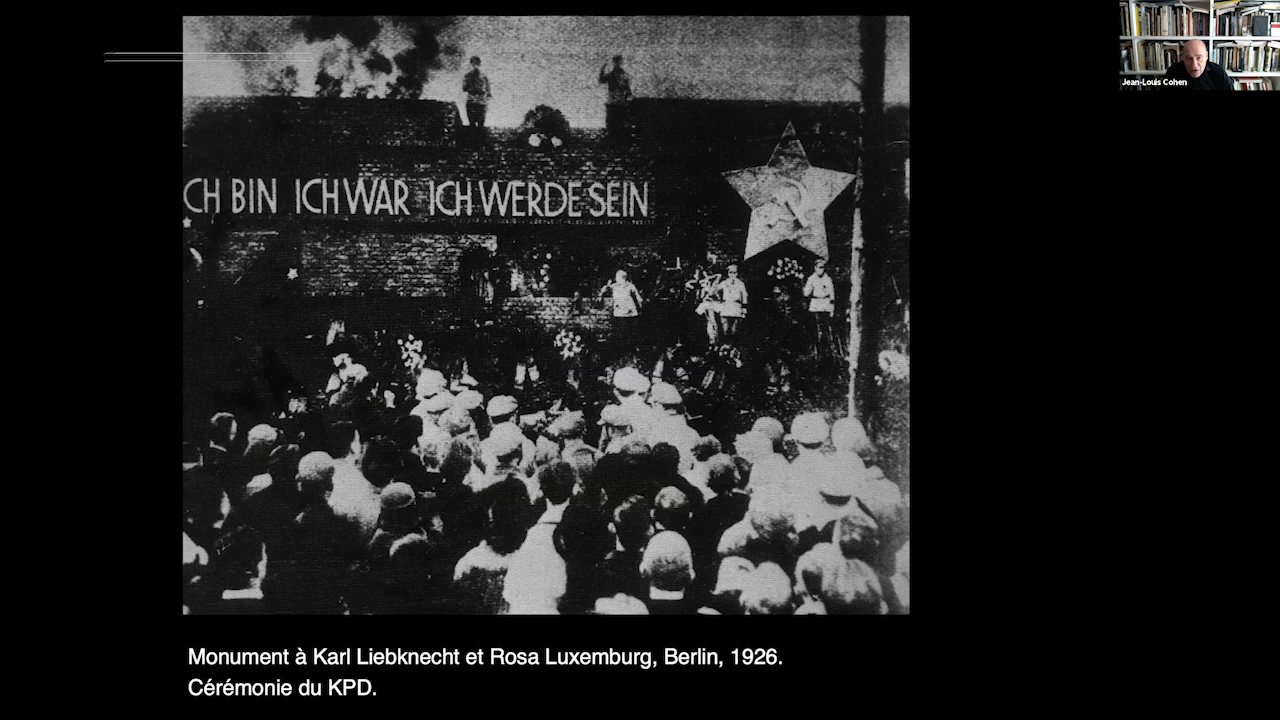 Jean-Louis Cohen
CH BIN ICH WAR ICH WERDE SEIN
Monument à Karl Liebknecht et Rosa Luxemburg, Berlin, 1926.
Cérémonie du KPD.